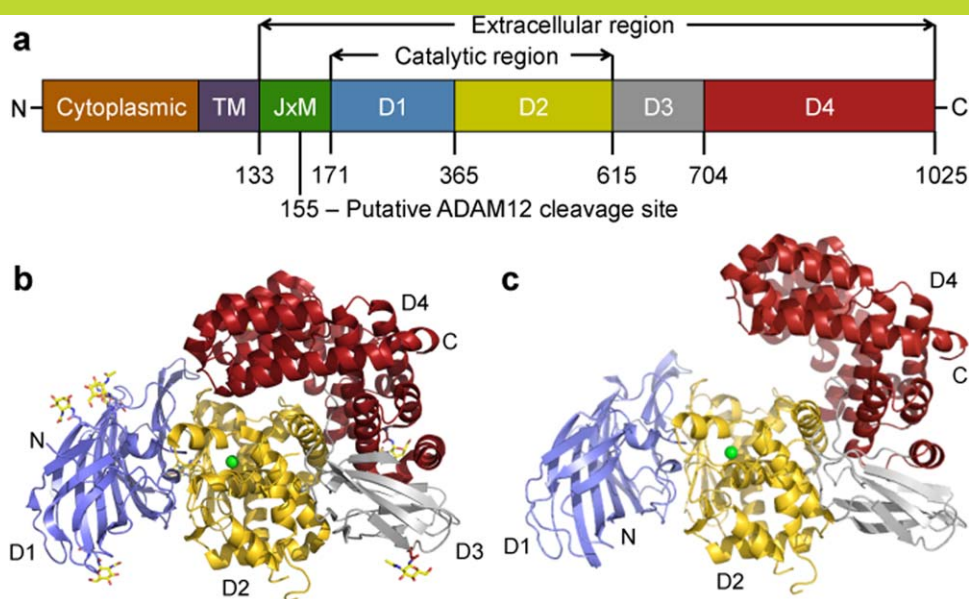 a
Extracellular region
Catalytic region
N Cytoplasmic TM JxM D1 D2 D3 D4 C
133 171 365 615 704 1025
155 – Putative ADAM12 cleavage site
b
D4
C
N
D1
D2
D3
c
D4
C
D1
N
D2
D3